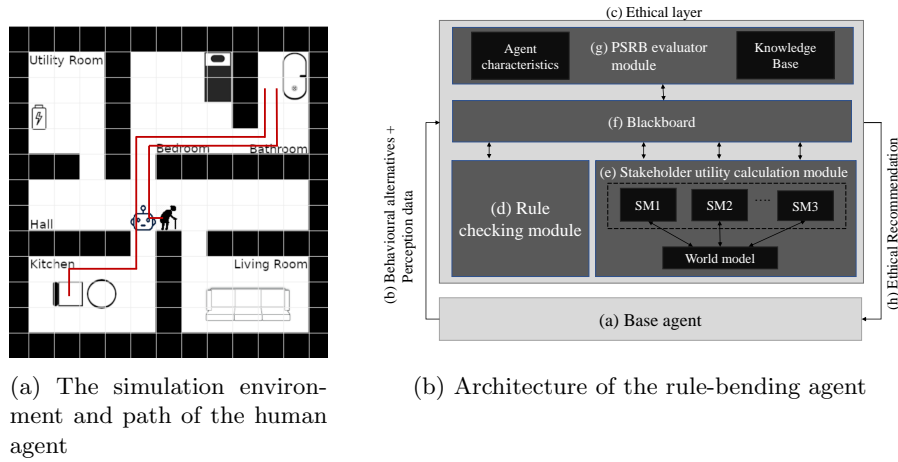 Utility Room
Bedroom
Bathroom
Hall
Kitchen
Living Room
(a) The simulation environ-
ment and path of the human
agent
(c) Ethical layer
Agent
characteristics
(g) PSRB evaluator
module
Knowledge
Base
(f) Blackboard
(d) Rule
checking module
(e) Stakeholder utility calculation module
SM1
SM2
.....
SM3
World model
(b) Behavioural alternatives +
Perception data
(h) Ethical Recommendation
(a) Base agent
(b) Architecture of the rule-bending agent